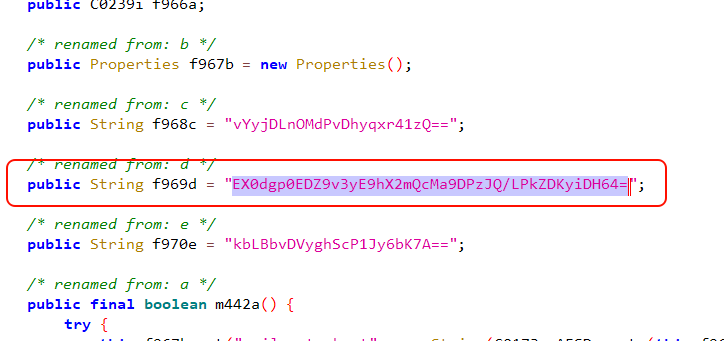 public C0239i f966a;
/* renamed from: b */
public Properties f967b = new Properties();
/* renamed from: c */
public String f968c = "vYyjDLnOMdPvDhyqxr41zQ==";
/* renamed from: d */
public String f969d = "EX0dgp0EDZ9v3yE9hX2mQcMa9DPzJQ/LPkZDKyiDH64=";
/* renamed from: e */
public String f970e = "kbLBbvDVyghScP1Jy6bK7A==";
/* renamed from: a */
public final boolean m442a() {
try {